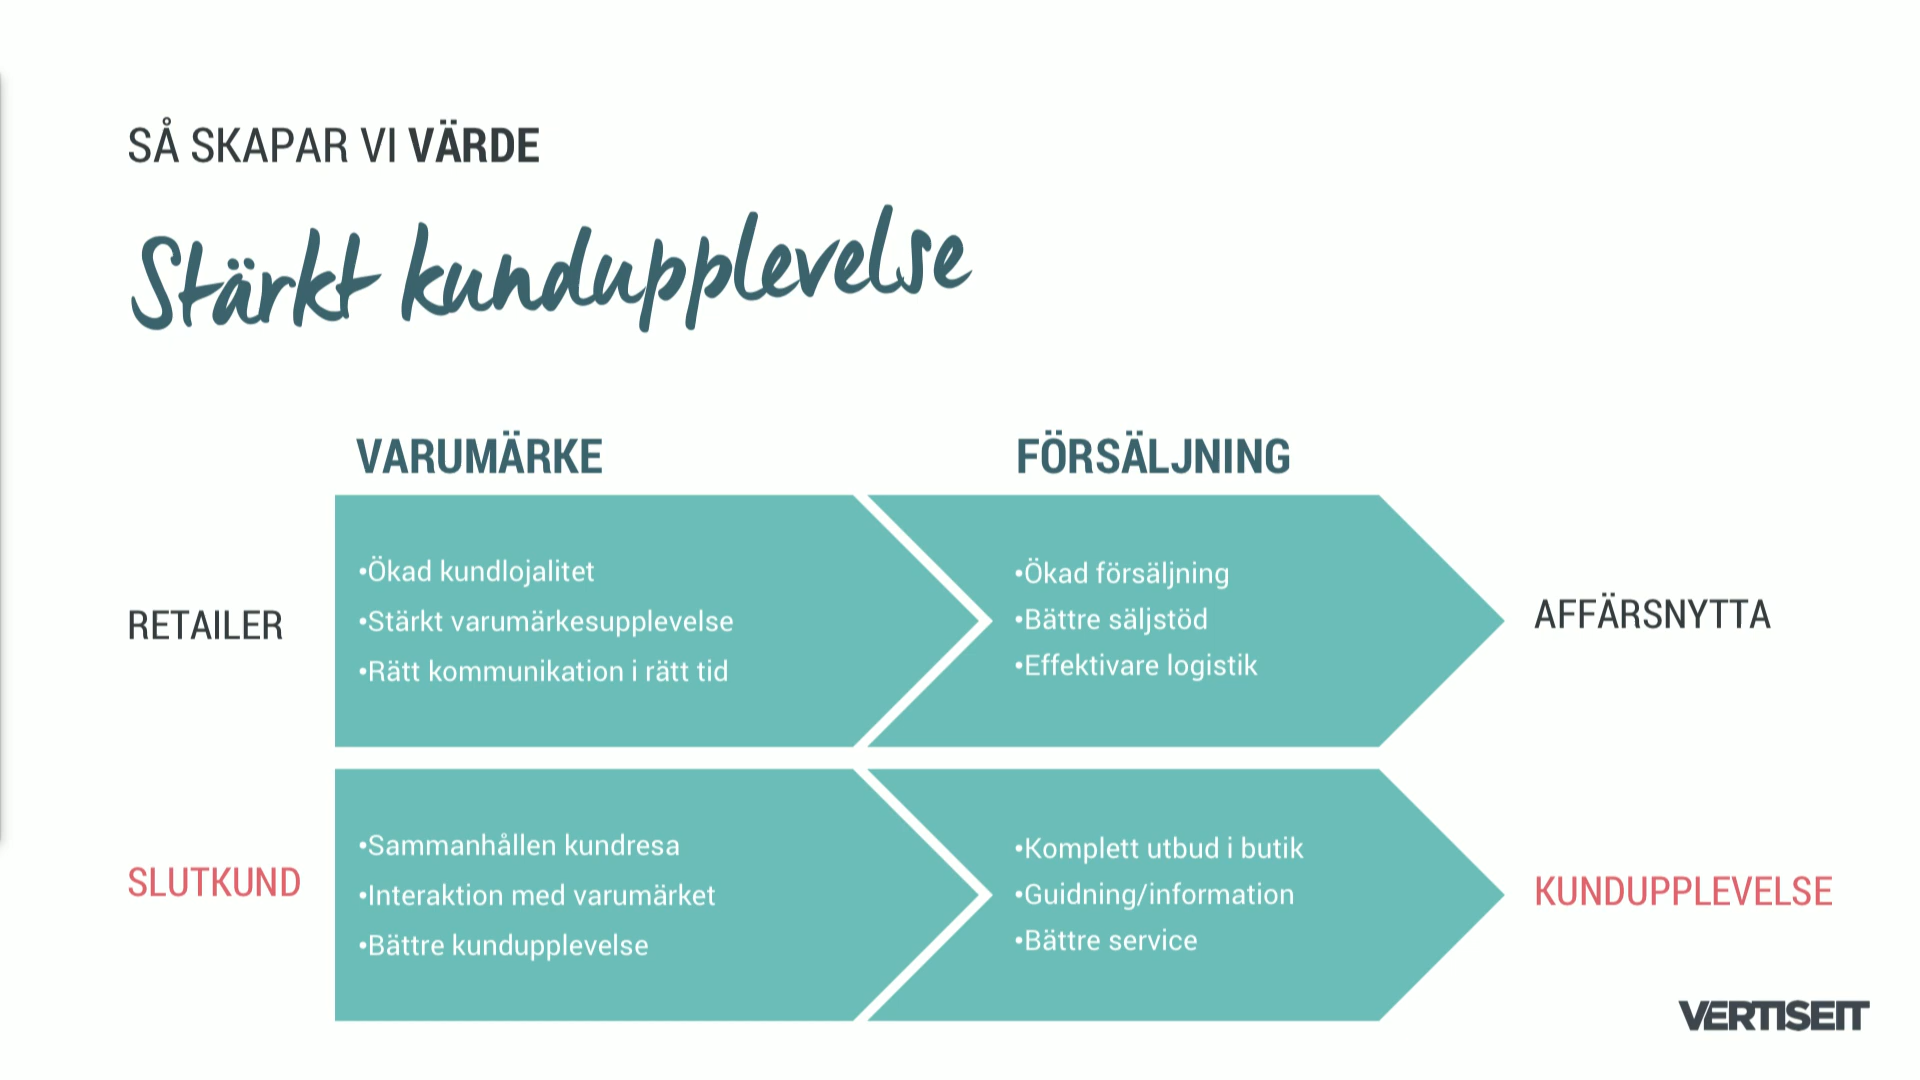 SÅ SKAPAR VI VÄRDE
Stärkt kundupplevelse
VARUMÄRKE
FÖRSÄLJNING
RETAILER
•Ökad kundlojalitet
•Stärkt varumärkesupplevelse
•Rätt kommunikation i rätt tid
•Ökad försäljning
•Bättre säljstöd
•Effektivare logistik
AFFÄRSNYTTA
SLUTKUND
•Sammanhållen kundresa
•Interaktion med varumärket
•Bättre kundupplevelse
•Komplett utbud i butik
•Guidning/information
•Bättre service
KUNDUPPLEVELSE
VERTISEIT